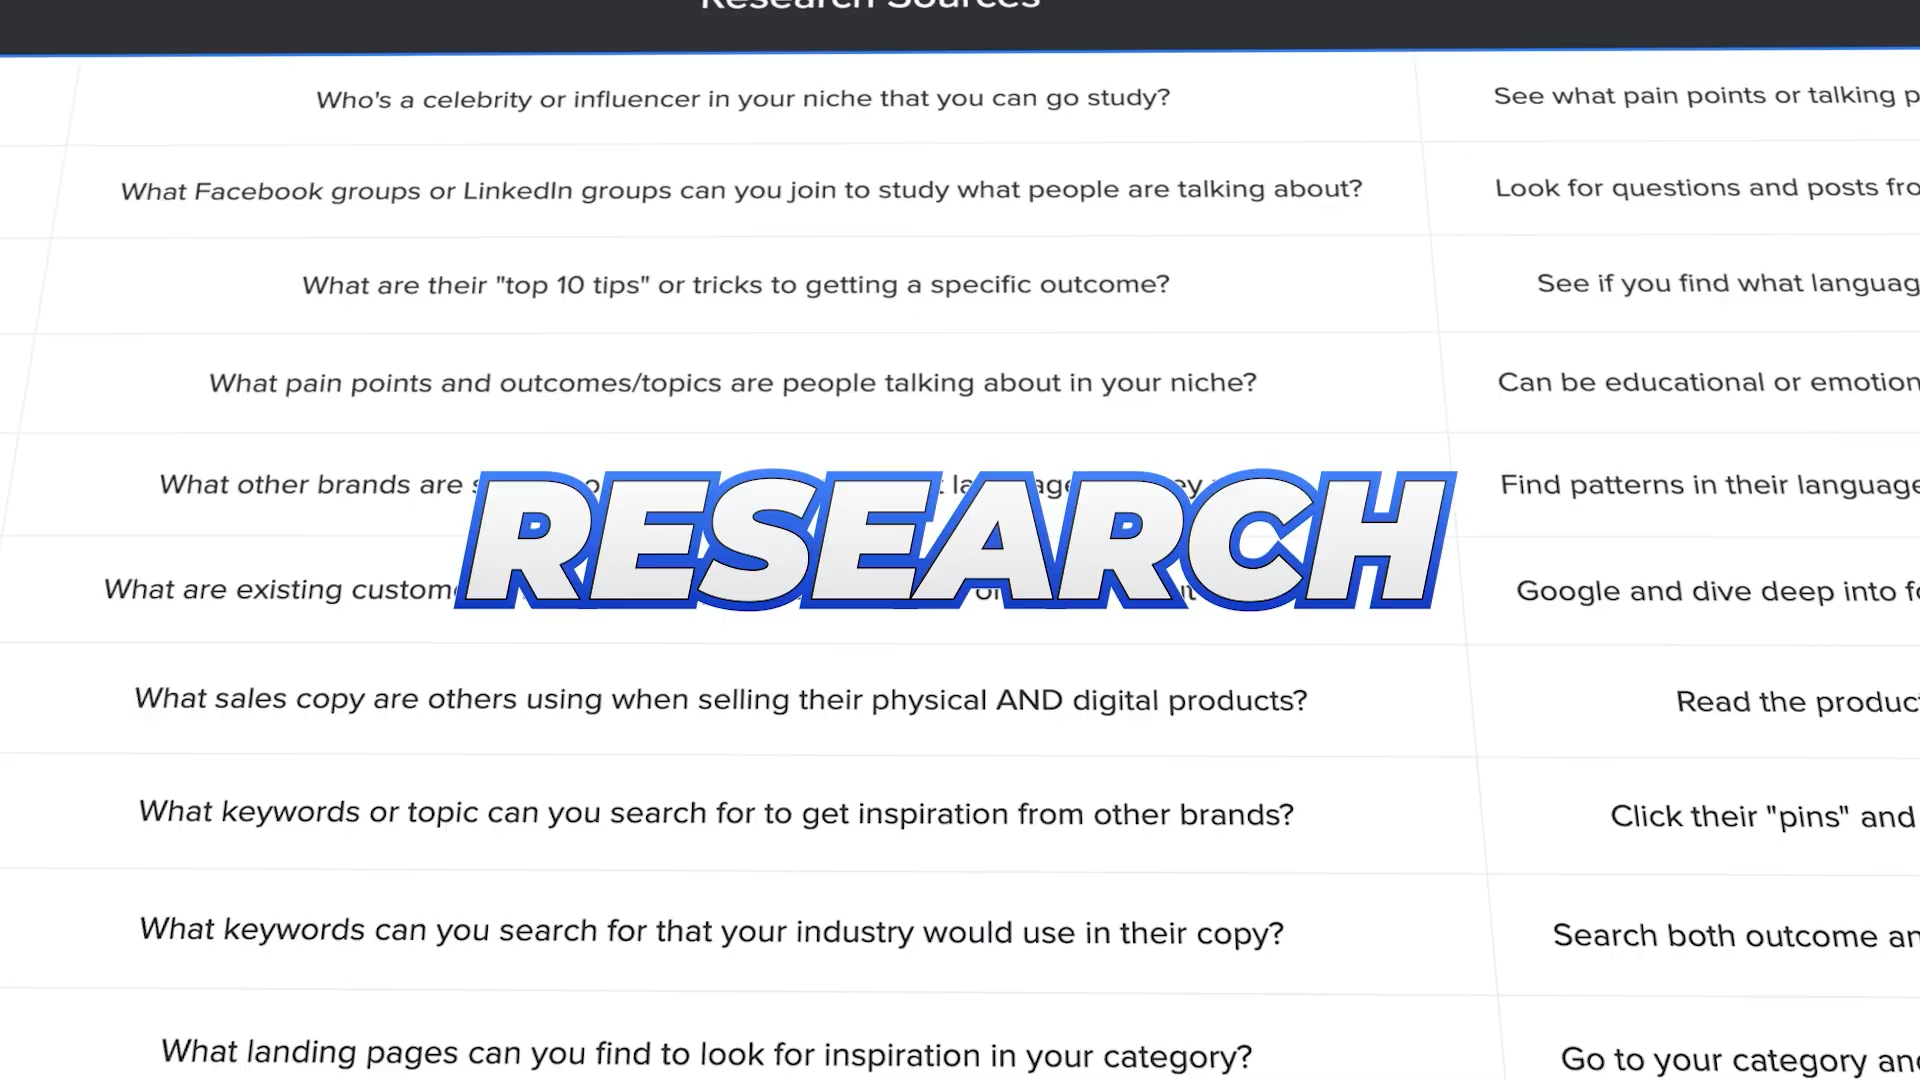 Research Sources
Who's a celebrity or influencer in your niche that you can go study?
See what pain points or talking
What Facebook groups or LinkedIn groups can you join to study what people are talking about?
Look for questions and posts
What are their "top 10 tips" or tricks to getting a specific outcome?
See if you find what
What pain points and outcomes/topics are people talking about in your niche?
Can be educational or
What other brands are
Find patterns in their language
RESEARCH
What are existing
Google and dive deep into
What sales copy are others using when selling their physical AND digital products?
Read the
What keywords or topic can you search for to get inspiration from other brands?
Click their "pins" and
What keywords can you search for that your industry would use in their copy?
Search both outcome
What landing pages can you find to look for inspiration in your category?
Go to your category